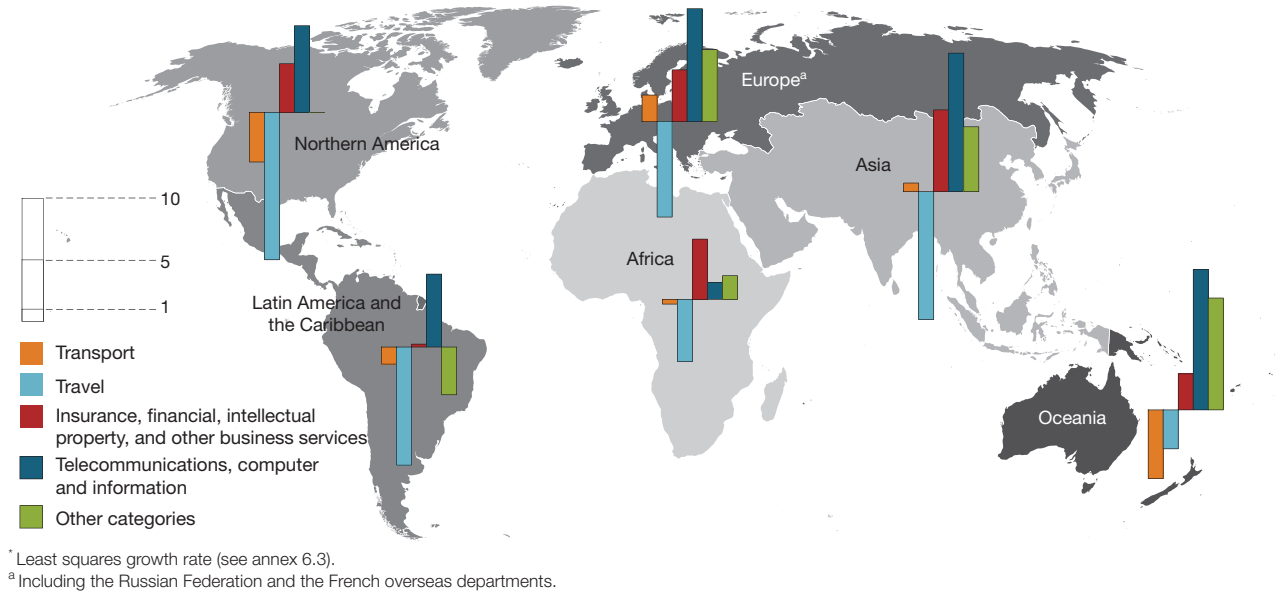 Europeᵃ
Northern America
Asia
10
5
1
Africa
Latin America and
the Caribbean
Oceania
Transport
Travel
Insurance, financial, intellectual
property, and other business services
Telecommunications, computer
and information
Other categories
* Least squares growth rate (see annex 6.3).
ᵃ Including the Russian Federation and the French overseas departments.